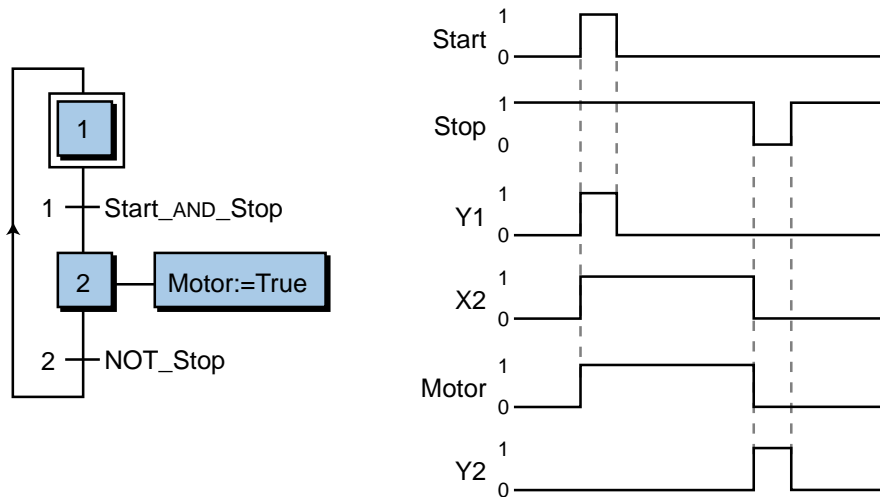 1
1 Start_AND_Stop
2 Motor:=True
2 NOT_Stop
Start 1
0
Stop 1
0
Y1 1
0
X2 1
0
Motor 1
0
Y2 1
0